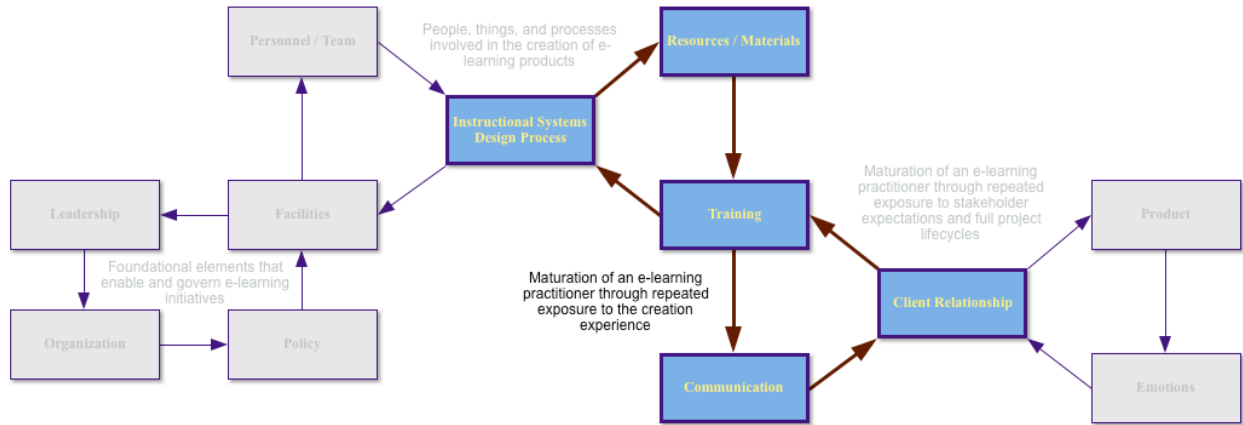 Personnel / Team
People, things, and processes
involved in the creation of e-
learning products
Resources / Materials
Instructional Systems
Design Process
Leadership
Facilities
Training
Maturation of an e-learning
practitioner through repeated
exposure to stakeholder
expectations and full project
lifecycles
Product
Foundational elements that
enable and govern e-learning
initiatives
Maturation of an e-learning
practitioner through repeated
exposure to the creation
experience
Client Relationship
Organization
Policy
Communication
Emotions